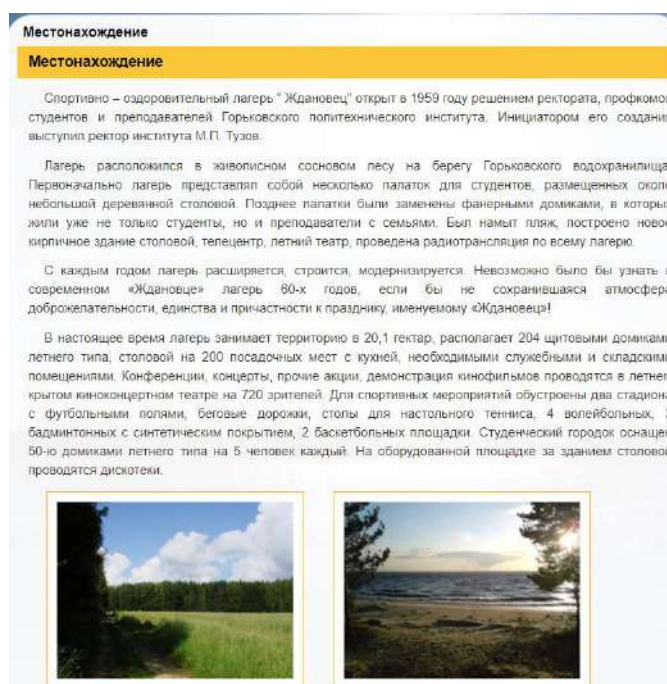 Местонахождение
Местонахождение
Спортивно – оздоровительный лагерь " Ждановец" открыт в 1959 году решением ректората, профкомов
студентов и преподавателей Горьковского политехнического института. Инициатором его создания
выступил ректор института М.П. Тузов.
Лагерь расположился в живописном сосновом лесу на берегу Горьковского водохранилища.
Первоначально лагерь представлял собой несколько палаток для студентов, размещенных около
небольшой деревянной столовой. Позднее палатки были заменены фанерными домиками, в которых
жили уже не только студенты, но и преподаватели с семьями. Был намыт пляж, построено новое
кирпичное здание столовой, телецентр, летний театр, проведена радиотрансляция по всему лагерю.
С каждым годом лагерь расширяется, строится, модернизируется. Невозможно было бы узнать в
современном «Ждановце» лагерь 60-х годов, если бы не сохранившаяся атмосфера
доброжелательности, единства и причастности к празднику, именуемому «Ждановец»!
В настоящее время лагерь занимает территорию в 20,1 гектар, располагает 204 щитовыми домиками
летнего типа, столовой на 200 посадочных мест с кухней, необходимыми служебными и складскими
помещениями. Конференции, концерты, прочие акции, демонстрация кинофильмов проводятся в летнем
крытом киноконцертном театре на 720 зрителей. Для спортивных мероприятий обустроены два стадиона
с футбольными полями, беговые дорожки, столы для настольного тенниса, 4 волейбольных,
бадминтонных с синтетическим покрытием, 2 баскетбольных площадки. Студенческий городок оснащен
50-ю домиками летнего типа на 5 человек каждый. На оборудованной площадке за зданием столовой
проводятся дискотеки.